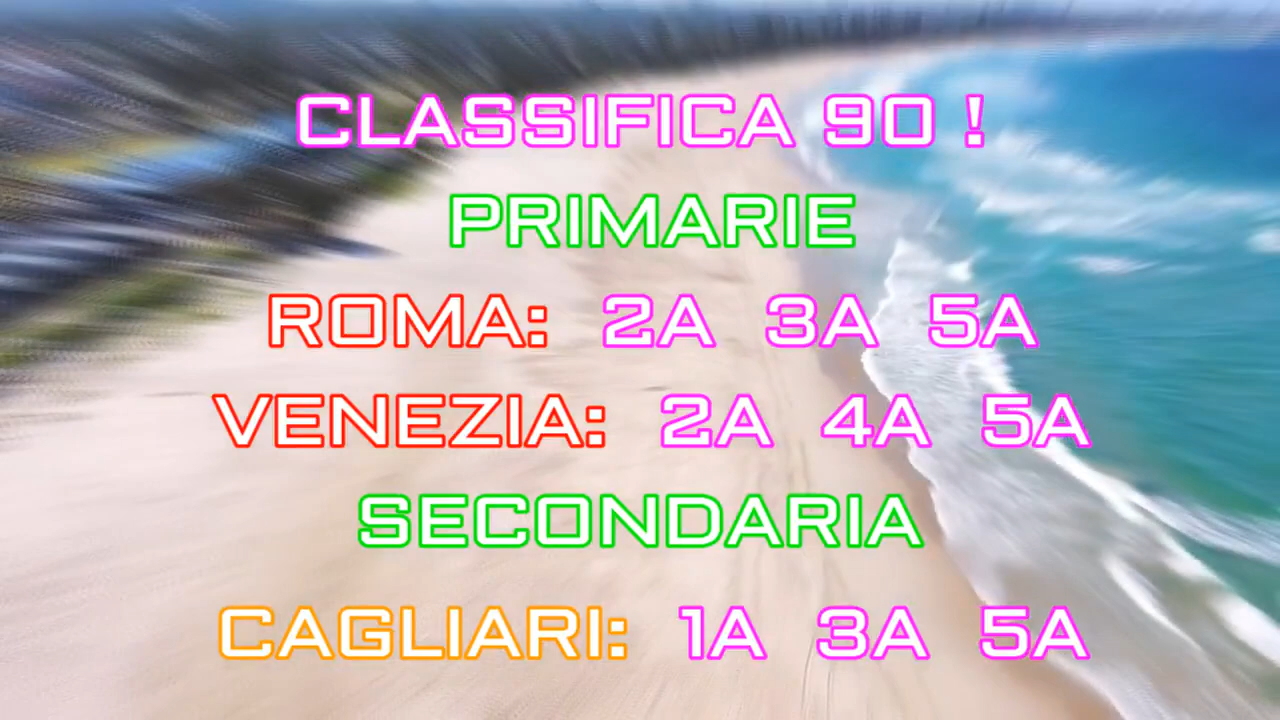 CLASSIFICA 90 !
PRIMARIE
ROMA: 2A 3A 5A
VENEZIA: 2A 4A 5A
SECONDARIA
CAGLIARI: 1A 3A 5A